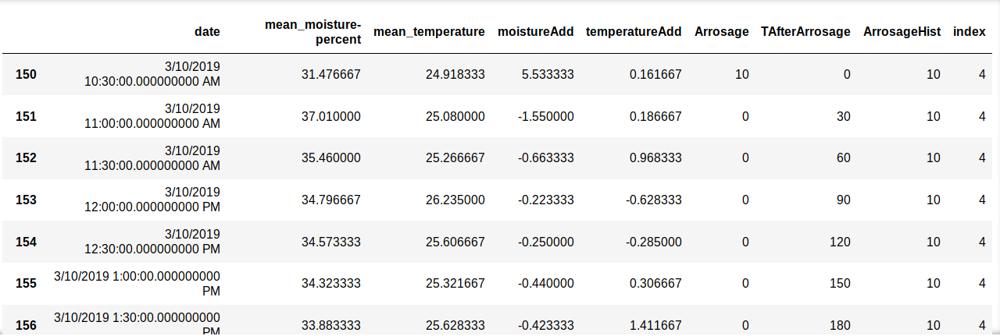 date mean_moisture-percent mean_temperature moistureAdd temperatureAdd Arrosage TAfterArrosage ArrosageHist index
150 3/10/2019 10:30:00.000000000 AM 31.476667 24.918333 5.533333 0.161667 10 0 10 4
151 3/10/2019 11:00:00.000000000 AM 37.010000 25.080000 -1.550000 0.186667 0 30 10 4
152 3/10/2019 11:30:00.000000000 AM 35.460000 25.266667 -0.663333 0.968333 0 60 10 4
153 3/10/2019 12:00:00.000000000 PM 34.796667 26.235000 -0.223333 -0.628333 0 90 10 4
154 3/10/2019 12:30:00.000000000 PM 34.573333 25.606667 -0.250000 -0.285000 0 120 10 4
155 3/10/2019 1:00:00.000000000 PM 34.323333 25.321667 -0.440000 0.306667 0 150 10 4
156 3/10/2019 1:30:00.000000000 PM 33.883333 25.628333 -0.423333 1.411667 0 180 10 4